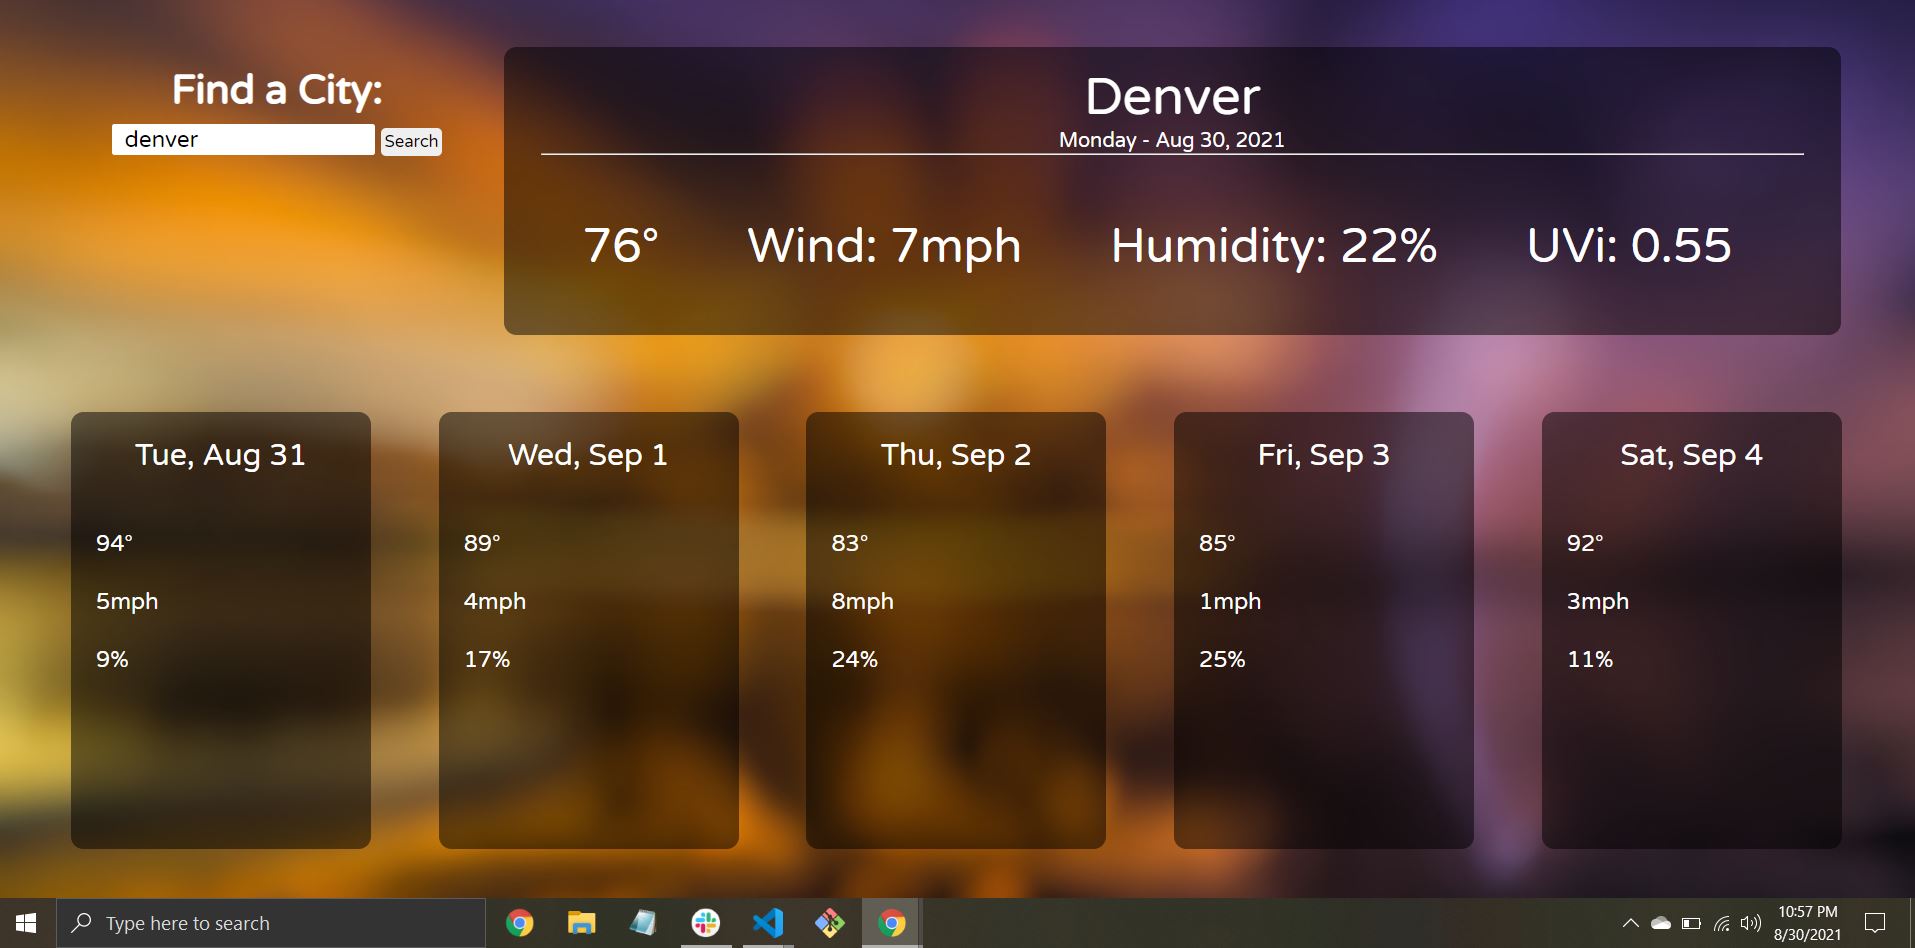 Find a City:
denver
Search
Denver
Monday - Aug 30, 2021
76° Wind: 7mph Humidity: 22% UVi: 0.55
Tue, Aug 31
94°
5mph
9%
Wed, Sep 1
89°
4mph
17%
Thu, Sep 2
83°
8mph
24%
Fri, Sep 3
85°
1mph
25%
Sat, Sep 4
92°
3mph
11%
Type here to search
10:57 PM
8/30/2021